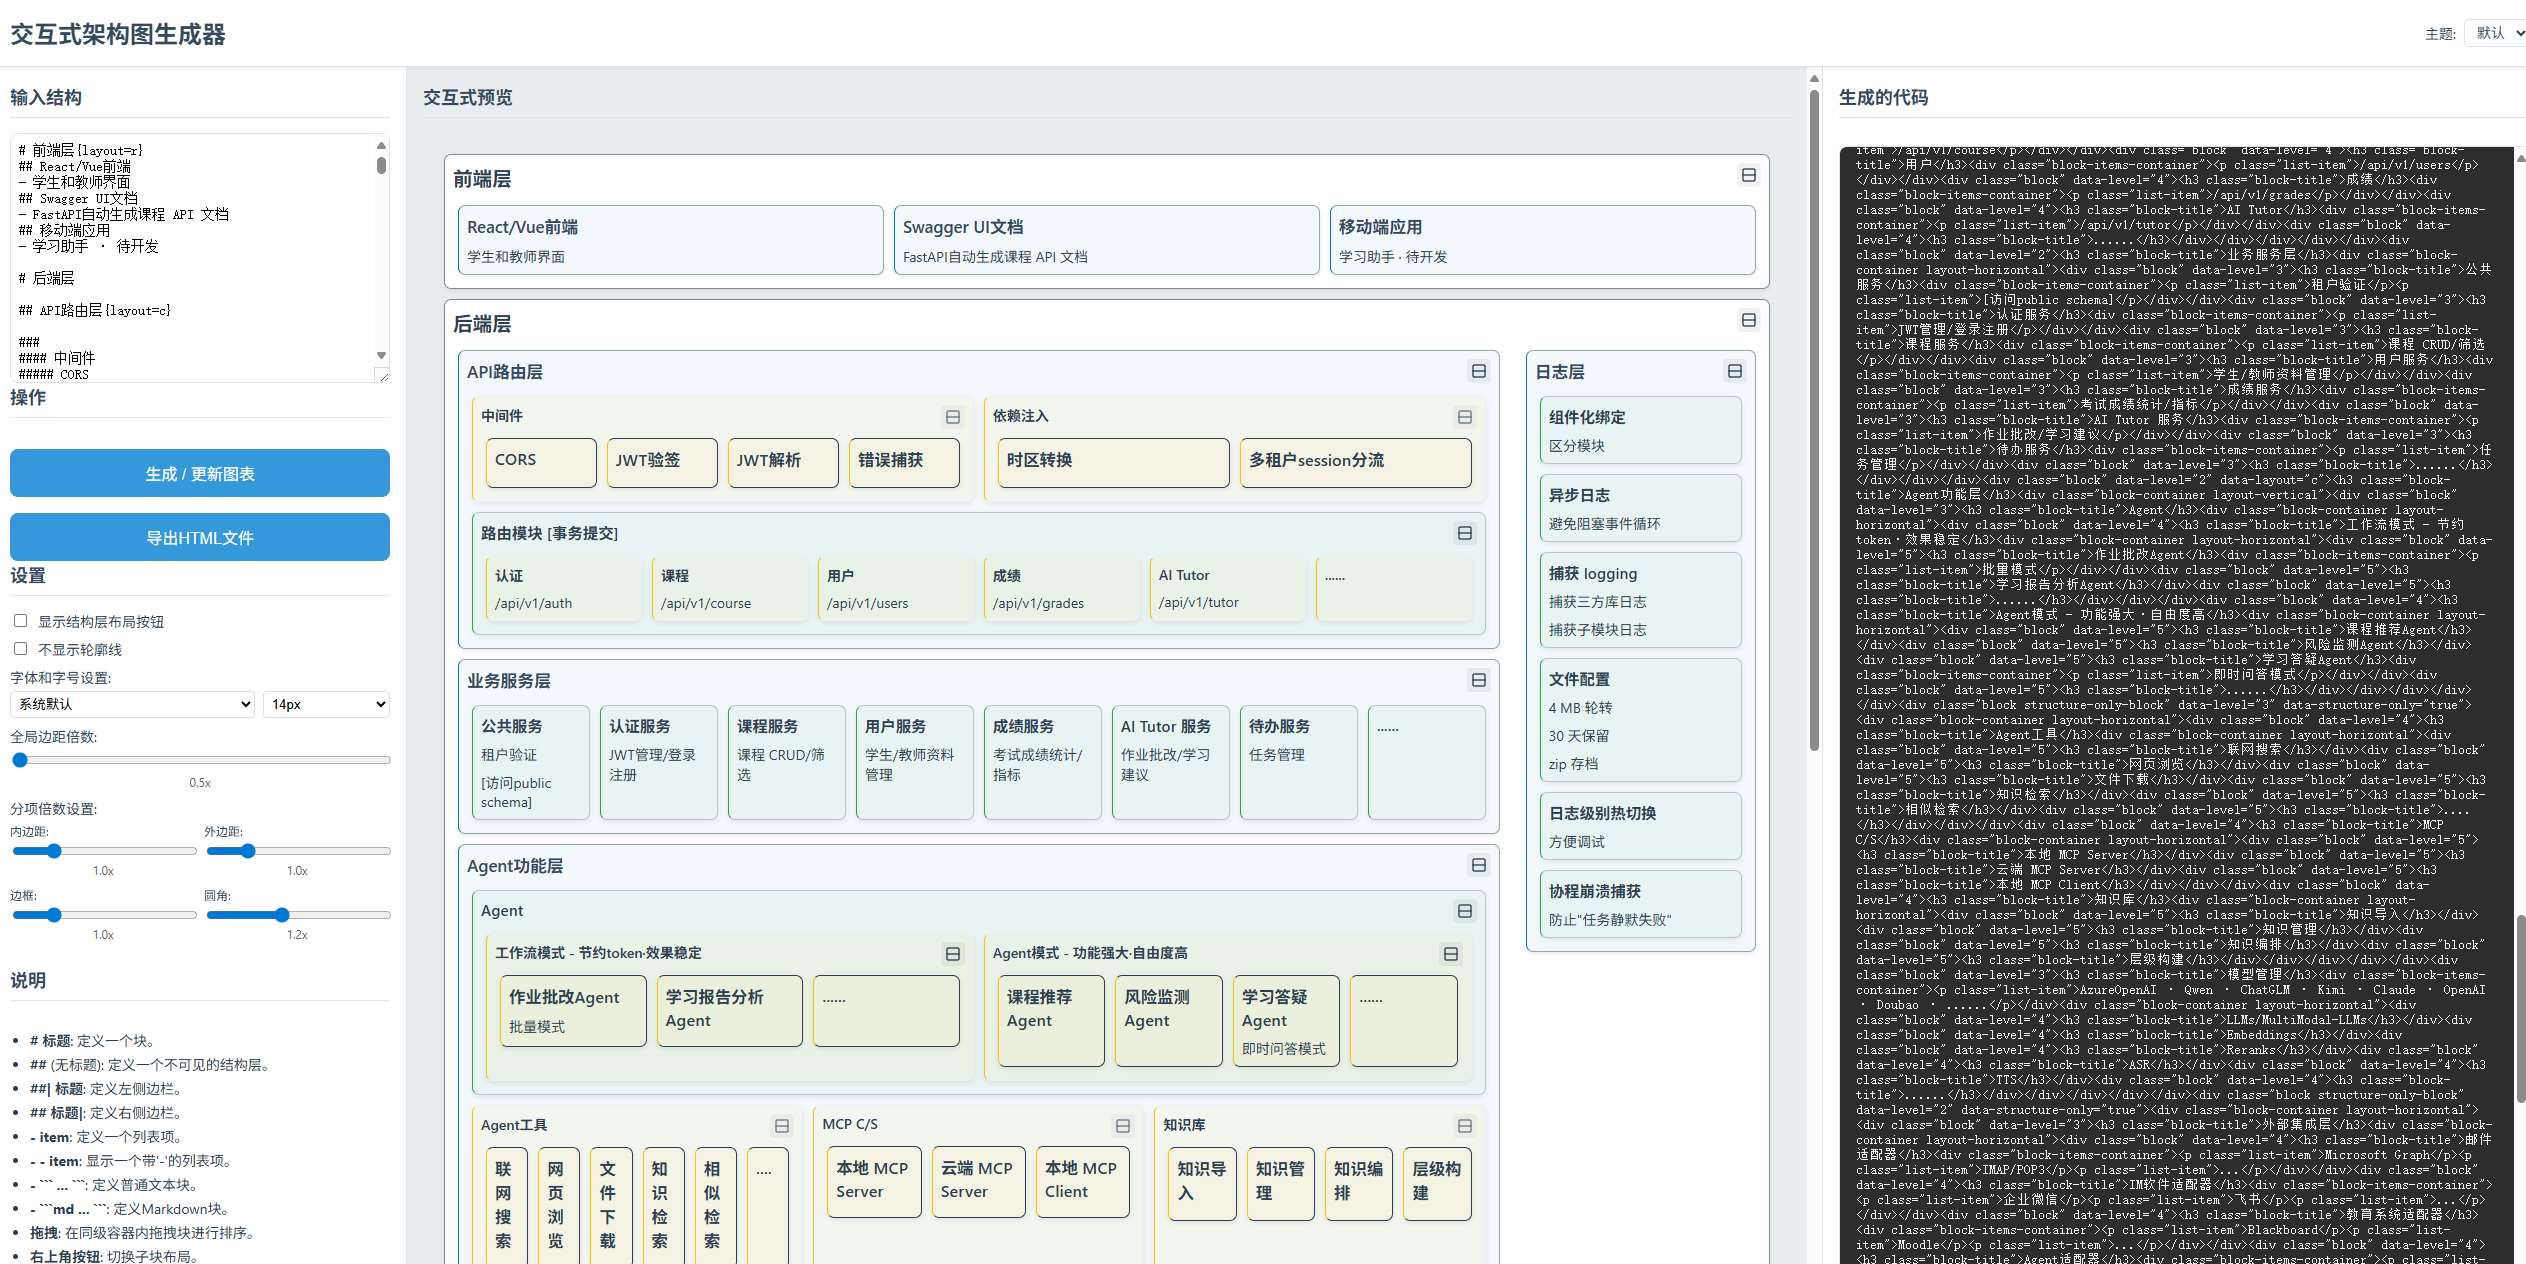 交互式架构图生成器
主题:
默认
输入结构
# 前端层{layout=r}
## React/Vue前端
- 学生和教师界面
## Swagger UI文档
- FastAPI自动生成课程 API 文档
## 移动端应用
- 学习助手 · 待开发
# 后端层
## API路由层{layout=c}
###
#### 中间件
##### CORS
操作
生成 / 更新图表
导出HTML文件
设置
显示结构层布局按钮
不显示轮廓线
字体和字号设置:
系统默认
14px
全局边距倍数:
0.5x
分项倍数设置:
内边距:
外边距:
1.0x
1.0x
边框:
圆角:
1.0x
1.2x
说明
• # 标题: 定义一个块。
• ## (无标题): 定义一个不可见的结构层。
• ##| 标题: 定义左侧边栏。
• ## 标题|: 定义右侧边栏。
• - item: 定义一个列表项。
• - - item: 显示一个带'-'的列表项。
• - ``` ... ```: 定义普通文本块。
• - ```md ... ```: 定义Markdown块。
• 拖拽: 在同级容器内拖拽块进行排序。
• 右上角按钮: 切换子块布局。
交互式预览
前端层
React/Vue前端
学生和教师界面
Swagger UI文档
FastAPI自动生成课程 API 文档
移动端应用
学习助手 · 待开发
后端层
API路由层
中间件
CORS
JWT验签
JWT解析
错误捕获
依赖注入
时区转换
多租户session分流
路由模块 [事务提交]
认证
/api/v1/auth
课程
/api/v1/course
用户
/api/v1/users
成绩
/api/v1/grades
AI Tutor
/api/v1/tutor
......
业务服务层
公共服务
租户验证
[访问public
schema]
认证服务
JWT管理/登录
注册
课程服务
课程 CRUD/筛
选
用户服务
学生/教师资料
管理
成绩服务
考试成绩统计/
指标
AI Tutor 服务
作业批改/学习
建议
待办服务
任务管理
......
Agent功能层
Agent
工作流模式 - 节约token·效果稳定
作业批改Agent
批量模式
学习报告分析
Agent
......
Agent模式 - 功能强大·自由度高
课程推荐
Agent
风险监测
Agent
学习答疑
Agent
即时问答模式
......
Agent工具
联
网
搜
索
网
页
浏
览
文
件
下
载
知
识
检
索
相
似
检
索
....
MCP C/S
本地 MCP
Server
云端 MCP
Server
本地 MCP
Client
知识库
知识导
入
知识管
理
知识编
排
层级构
建
日志层
组件化绑定
区分模块
异步日志
避免阻塞事件循环
捕获 logging
捕获三方库日志
捕获子模块日志
文件配置
4 MB 轮转
30 天保留
zip 存档
日志级别热切换
方便调试
协程崩溃捕获
防止"任务静默失败"
生成的代码
item">/api/v1/course</p></div></div><div class="block" data-level="4"><h3 class="block-
title">用户</h3><div class="block-items-container"><p class="list-item">/api/v1/users</p>
</div></div><div class="block" data-level="4"><h3 class="block-title">成绩</h3><div class="block-
items-container"><p class="list-item">/api/v1/grades</p></div></div><div
class="block" data-level="4"><h3 class="block-title">AI Tutor</h3><div class="block-items-
container"><p class="list-item">/api/v1/tutor</p></div></div><div class="block" data-
level="4"><h3 class="block-title">......</h3></div></div></div></div></div><div
class="block" data-level="2"><h3 class="block-title">业务服务层</h3><div class="block-
container layout-horizontal"><div class="block" data-level="3"><h3 class="block-title">公共
服务</h3><div class="block-items-container"><p class="list-item">租户验证</p><p
class="list-item">[访问public schema]</p></div></div><div class="block" data-level="3"><h3
class="block-title">认证服务</h3><div class="block-items-container"><p class="list-
item">JWT管理/登录注册</p></div></div><div class="block" data-level="3"><h3 class="block-
title">课程服务</h3><div class="block-items-container"><p class="list-item">课程 CRUD/筛选
</p></div></div><div class="block" data-level="3"><h3 class="block-title">用户服务</h3><div
class="block-items-container"><p class="list-item">学生/教师资料管理</p></div></div><div
class="block" data-level="3"><h3 class="block-title">成绩服务</h3><div class="block-items-
container"><p class="list-item">考试成绩统计/指标</p></div></div><div class="block" data-
level="3"><h3 class="block-title">AI Tutor 服务</h3><div class="block-items-container"><p
class="list-item">作业批改/学习建议</p></div></div><div class="block" data-level="3"><h3
class="block-title">待办服务</h3><div class="block-items-container"><p class="list-item">任
务管理</p></div></div><div class="block" data-level="3"><h3 class="block-title">......</h3>
</div></div></div><div class="block" data-level="2" data-layout="c"><h3 class="block-
title">Agent功能层</h3><div class="block-container layout-vertical"><div class="block"
data-level="3"><h3 class="block-title">Agent</h3><div class="block-container layout-
horizontal"><div class="block" data-level="4"><h3 class="block-title">工作流模式 - 节约
token·效果稳定</h3><div class="block-container layout-horizontal"><div class="block" data-
level="5"><h3 class="block-title">作业批改Agent</h3><div class="block-items-container"><p
class="list-item">批量模式</p></div></div><div class="block" data-level="5"><h3
class="block-title">学习报告分析Agent</h3></div><div class="block" data-level="5"><h3
class="block-title">......</h3></div></div></div><div class="block" data-level="4"><h3
class="block-title">Agent模式 - 功能强大·自由度高</h3><div class="block-container layout-
horizontal"><div class="block" data-level="5"><h3 class="block-title">课程推荐Agent</h3>
</div><div class="block" data-level="5"><h3 class="block-title">风险监测Agent</h3></div>
<div class="block" data-level="5"><h3 class="block-title">学习答疑Agent</h3><div
class="block-items-container"><p class="list-item">即时问答模式</p></div></div><div
class="block" data-level="5"><h3 class="block-title">......</h3></div></div></div></div>
</div><div class="block structure-only-block" data-level="3" data-structure-only="true">
<div class="block-container layout-horizontal"><div class="block" data-level="4"><h3
class="block-title">Agent工具</h3><div class="block-container layout-horizontal"><div
class="block" data-level="5"><h3 class="block-title">联网搜索</h3></div><div class="block"
data-level="5"><h3 class="block-title">网页浏览</h3></div><div class="block" data-
level="5"><h3 class="block-title">文件下载</h3></div><div class="block" data-level="5"><h3
class="block-title">知识检索</h3></div><div class="block" data-level="5"><h3 class="block-
title">相似检索</h3></div><div class="block" data-level="5"><h3 class="block-title">....
</h3></div></div></div><div class="block" data-level="4"><h3 class="block-title">MCP
C/S</h3><div class="block-container layout-horizontal"><div class="block" data-level="5">
<h3 class="block-title">本地 MCP Server</h3></div><div class="block" data-level="5"><h3
class="block-title">云端 MCP Server</h3></div><div class="block" data-level="5"><h3
class="block-title">本地 MCP Client</h3></div></div></div><div class="block" data-
level="4"><h3 class="block-title">知识库</h3><div class="block-container layout-
horizontal"><div class="block" data-level="5"><h3 class="block-title">知识导入</h3></div>
<div class="block" data-level="5"><h3 class="block-title">知识管理</h3></div><div
class="block" data-level="5"><h3 class="block-title">知识编排</h3></div><div class="block"
data-level="5"><h3 class="block-title">层级构建</h3></div></div></div></div></div><div
class="block" data-level="3"><h3 class="block-title">模型管理</h3><div class="block-items-
container"><p class="list-item">AzureOpenAI · Qwen · ChatGLM · Kimi · Claude · OpenAI
· Doubao · ......</p></div><div class="block-container layout-horizontal"><div
class="block" data-level="4"><h3 class="block-title">LLMs/MultiModal-LLMs</h3></div><div
class="block" data-level="4"><h3 class="block-title">Embeddings</h3></div><div
class="block" data-level="4"><h3 class="block-title">Reranks</h3></div><div class="block"
data-level="4"><h3 class="block-title">ASR</h3></div><div class="block" data-level="4"><h3
class="block-title">TTS</h3></div><div class="block" data-level="4"><h3 class="block-
title">......</h3></div></div></div></div></div><div class="block structure-only-block"
data-level="2" data-structure-only="true"><div class="block-container layout-horizontal">
<div class="block" data-level="3"><h3 class="block-title">外部集成层</h3><div class="block-
container layout-horizontal"><div class="block" data-level="4"><h3 class="block-title">邮件
适配器</h3><div class="block-items-container"><p class="list-item">Microsoft Graph</p><p
class="list-item">IMAP/POP3</p><p class="list-item">...</p></div></div><div class="block"
data-level="4"><h3 class="block-title">IM软件适配器</h3><div class="block-items-container">
<p class="list-item">企业微信</p><p class="list-item">飞书</p><p class="list-item">...</p>
</div></div><div class="block" data-level="4"><h3 class="block-title">教育系统适配器</h3>
<div class="block-items-container"><p class="list-item">Blackboard</p><p class="list-
item">Moodle</p><p class="list-item">...</p></div></div><div class="block" data-level="4">
<h3 class="block-title">Agent适配器</h3><div class="block-items-container"><p class="list-